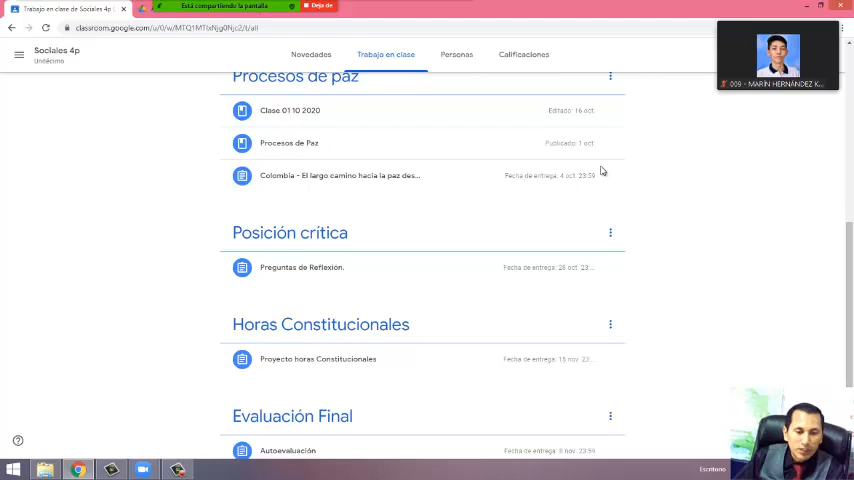 Trabajo en clase de Sociales 4p
Está compartiendo la pantalla
Deja de
classroom.google.com/u/0/w/MTQ1MTIxNjg0Njc2/t/all
Sociales 4p
Undécimo
Novedades
Trabajo en clase
Personas
Calificaciones
009 - MARÍN HERNÁNDEZ K...
Procesos de paz
Clase 01 10 2020
Editado: 16 oct.
Procesos de Paz
Publicado: 1 oct.
Colombia - El largo camino hacia la paz des...
Fecha de entrega: 4 oct. 23:59
Posición crítica
Preguntas de Reflexión.
Fecha de entrega: 28 oct. 23:...
Horas Constitucionales
Proyecto horas Constitucionales
Fecha de entrega: 15 nov. 23:...
Evaluación Final
Autoevaluación
Fecha de entrega: 8 nov. 23:59
Escritorio